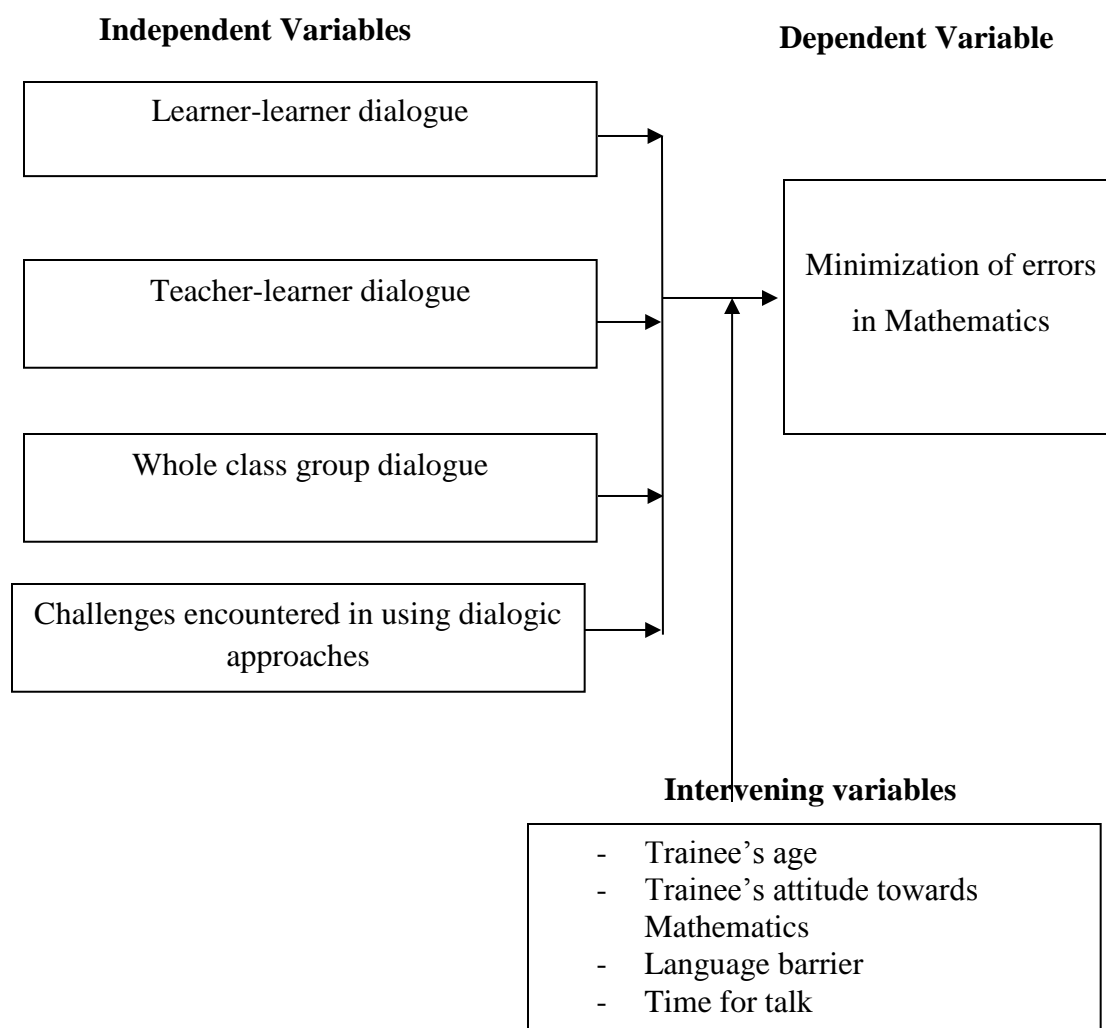 Independent Variables
Dependent Variable
Learner-learner dialogue
Teacher-learner dialogue
Minimization of errors
in Mathematics
Whole class group dialogue
Challenges encountered in using dialogic
approaches
Intervening variables
- Trainee’s age
- Trainee’s attitude towards
Mathematics
- Language barrier
- Time for talk